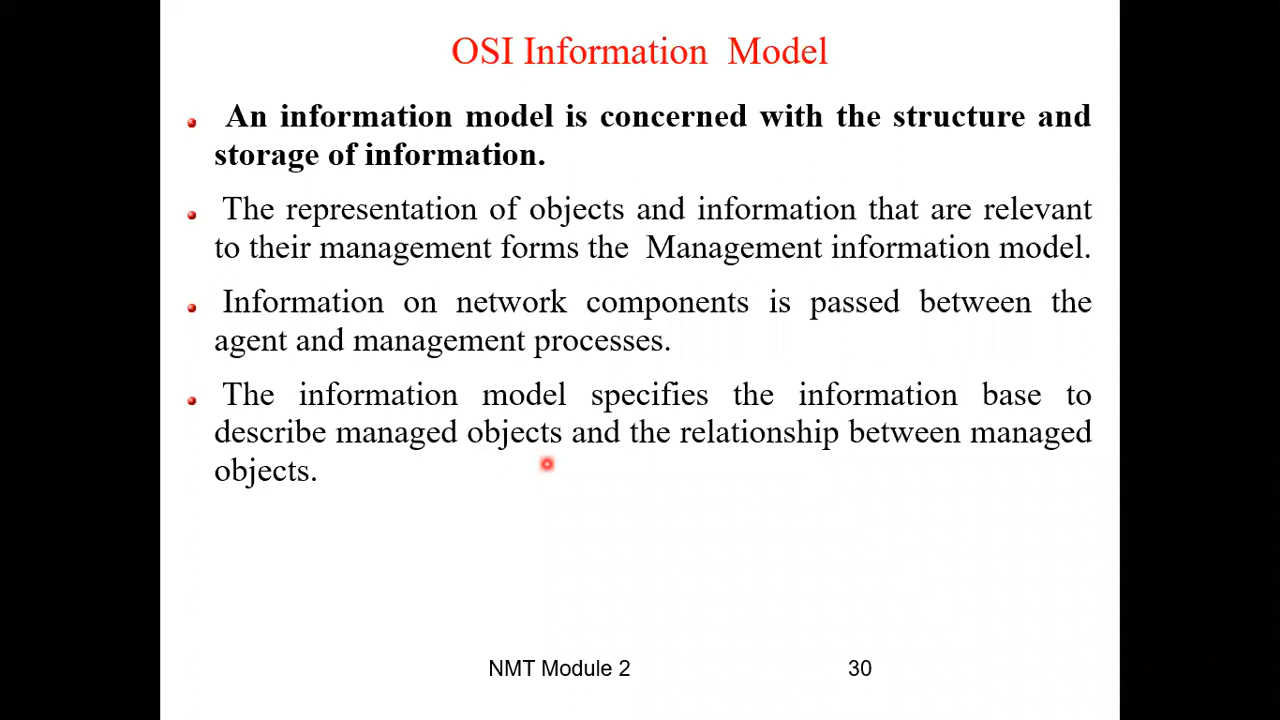 OSI Information Model
An information model is concerned with the structure and
storage of information.
The representation of objects and information that are relevant
to their management forms the Management information model.
Information on network components is passed between the
agent and management processes.
The information model specifies the information base to
describe managed objects and the relationship between managed
objects.
NMT Module 2
30